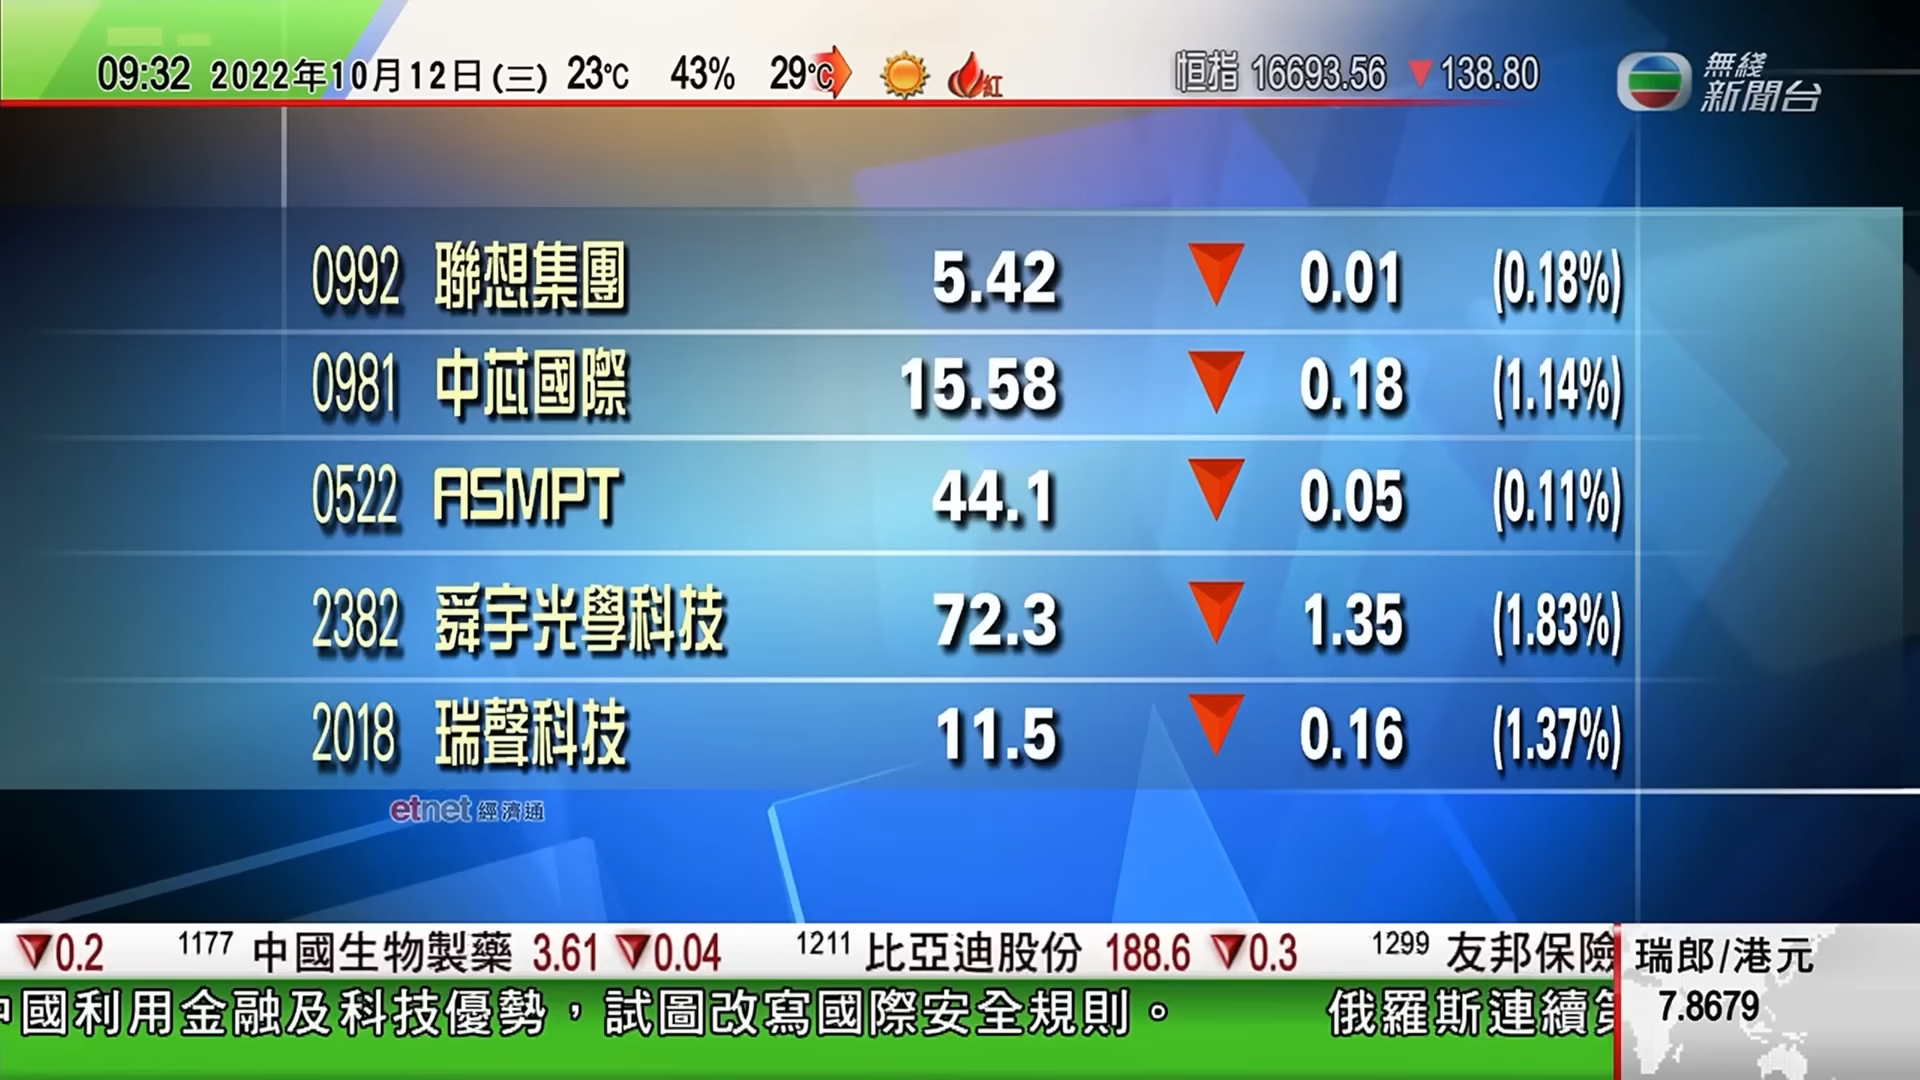 09:32 2022年10月12日(三) 23℃ 43% 29℃ 紅 恒指 16693.56 ▼138.80
無綫
新聞台
0992 聯想集團 5.42 ▼ 0.01 (0.18%)
0981 中芯國際 15.58 ▼ 0.18 (1.14%)
0522 ASMPT 44.1 ▼ 0.05 (0.11%)
2382 舜宇光學科技 72.3 ▼ 1.35 (1.83%)
2018 瑞聲科技 11.5 ▼ 0.16 (1.37%)
etnet 經濟通
▼0.2 1177 中國生物製藥 3.61 ▼0.04 1211 比亞迪股份 188.6 ▼0.3 1299 友邦保險
瑞郎/港元
7.8679
中國利用金融及科技優勢，試圖改寫國際安全規則。 俄羅斯連續第